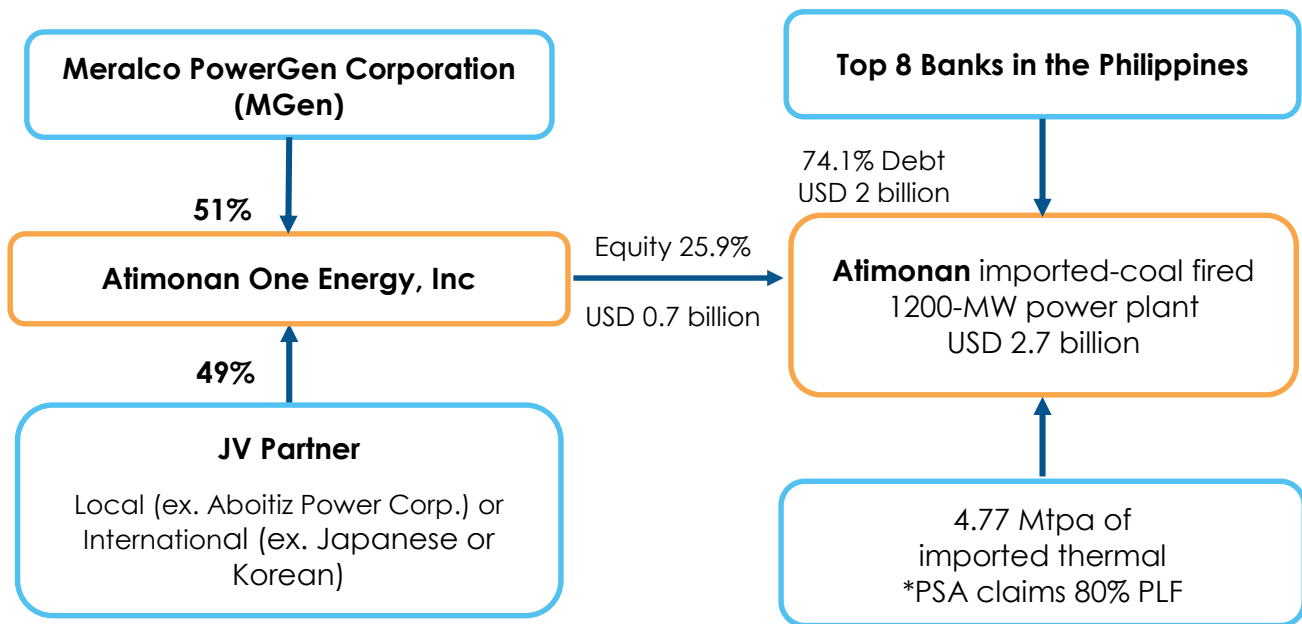 Meralco PowerGen Corporation
(MGen)
Top 8 Banks in the Philippines
74.1% Debt
USD 2 billion
51%
Atimonan One Energy, Inc
Equity 25.9%
USD 0.7 billion
Atimonan imported-coal fired
1200-MW power plant
USD 2.7 billion
49%
JV Partner
Local (ex. Aboitiz Power Corp.) or
International (ex. Japanese or
Korean)
4.77 Mtpa of
imported thermal
*PSA claims 80% PLF